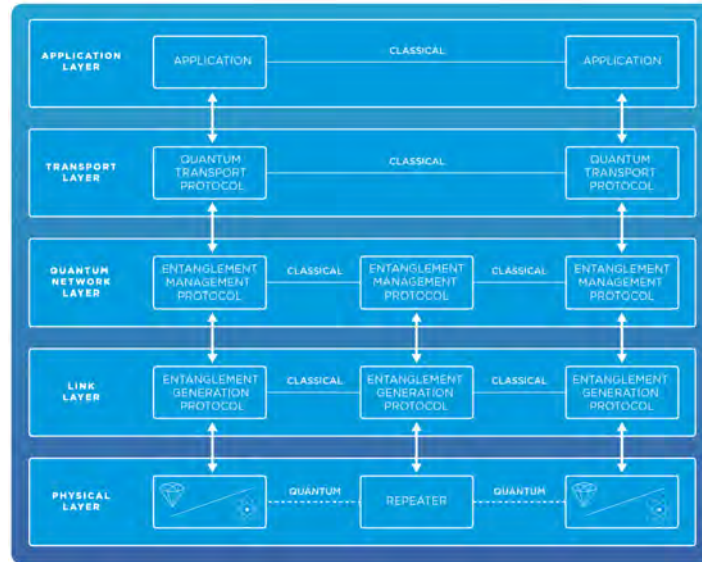 APPLICATION
LAYER
APPLICATION
CLASSICAL
APPLICATION
TRANSPORT
LAYER
QUANTUM
TRANSPORT
PROTOCOL
CLASSICAL
QUANTUM
TRANSPORT
PROTOCOL
QUANTUM
NETWORK
LAYER
ENTANGLEMENT
MANAGEMENT
PROTOCOL
CLASSICAL
ENTANGLEMENT
MANAGEMENT
PROTOCOL
CLASSICAL
ENTANGLEMENT
MANAGEMENT
PROTOCOL
LINK
LAYER
ENTANGLEMENT
GENERATION
PROTOCOL
CLASSICAL
ENTANGLEMENT
GENERATION
PROTOCOL
CLASSICAL
ENTANGLEMENT
GENERATION
PROTOCOL
PHYSICAL
LAYER
QUANTUM
REPEATER
QUANTUM